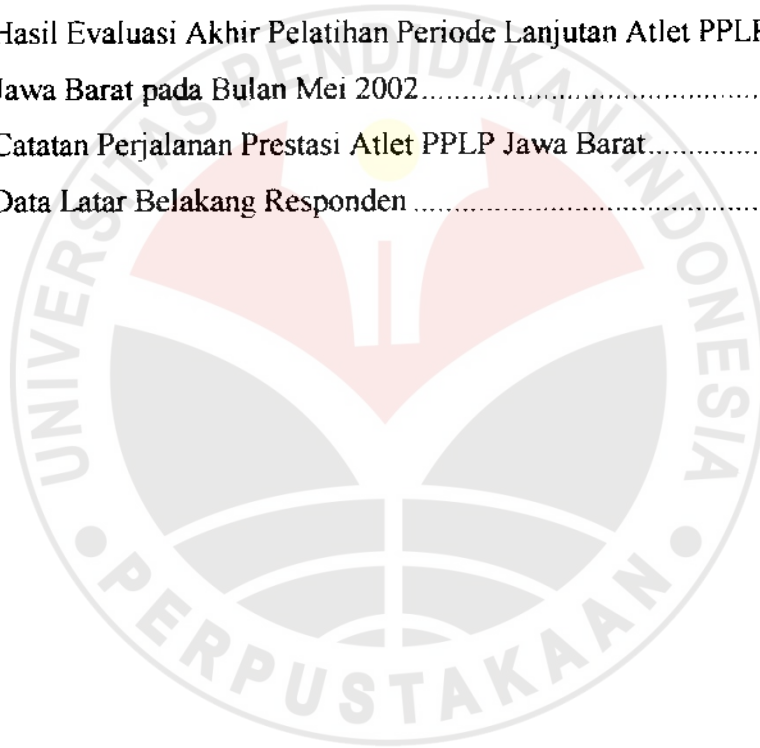 Hasil Evaluasi Akhir Pelatihan Periode Lanjutan Atlet PPLP
Jawa Barat pada Bulan Mei 2002..............................................
Catatan Perjalanan Prestasi Atlet PPLP Jawa Barat...............
Data Latar Belakang Responden ..............................................
UNIVERSITAS PENDIDIKAN INDONESIA
PERPUSTAKAAN